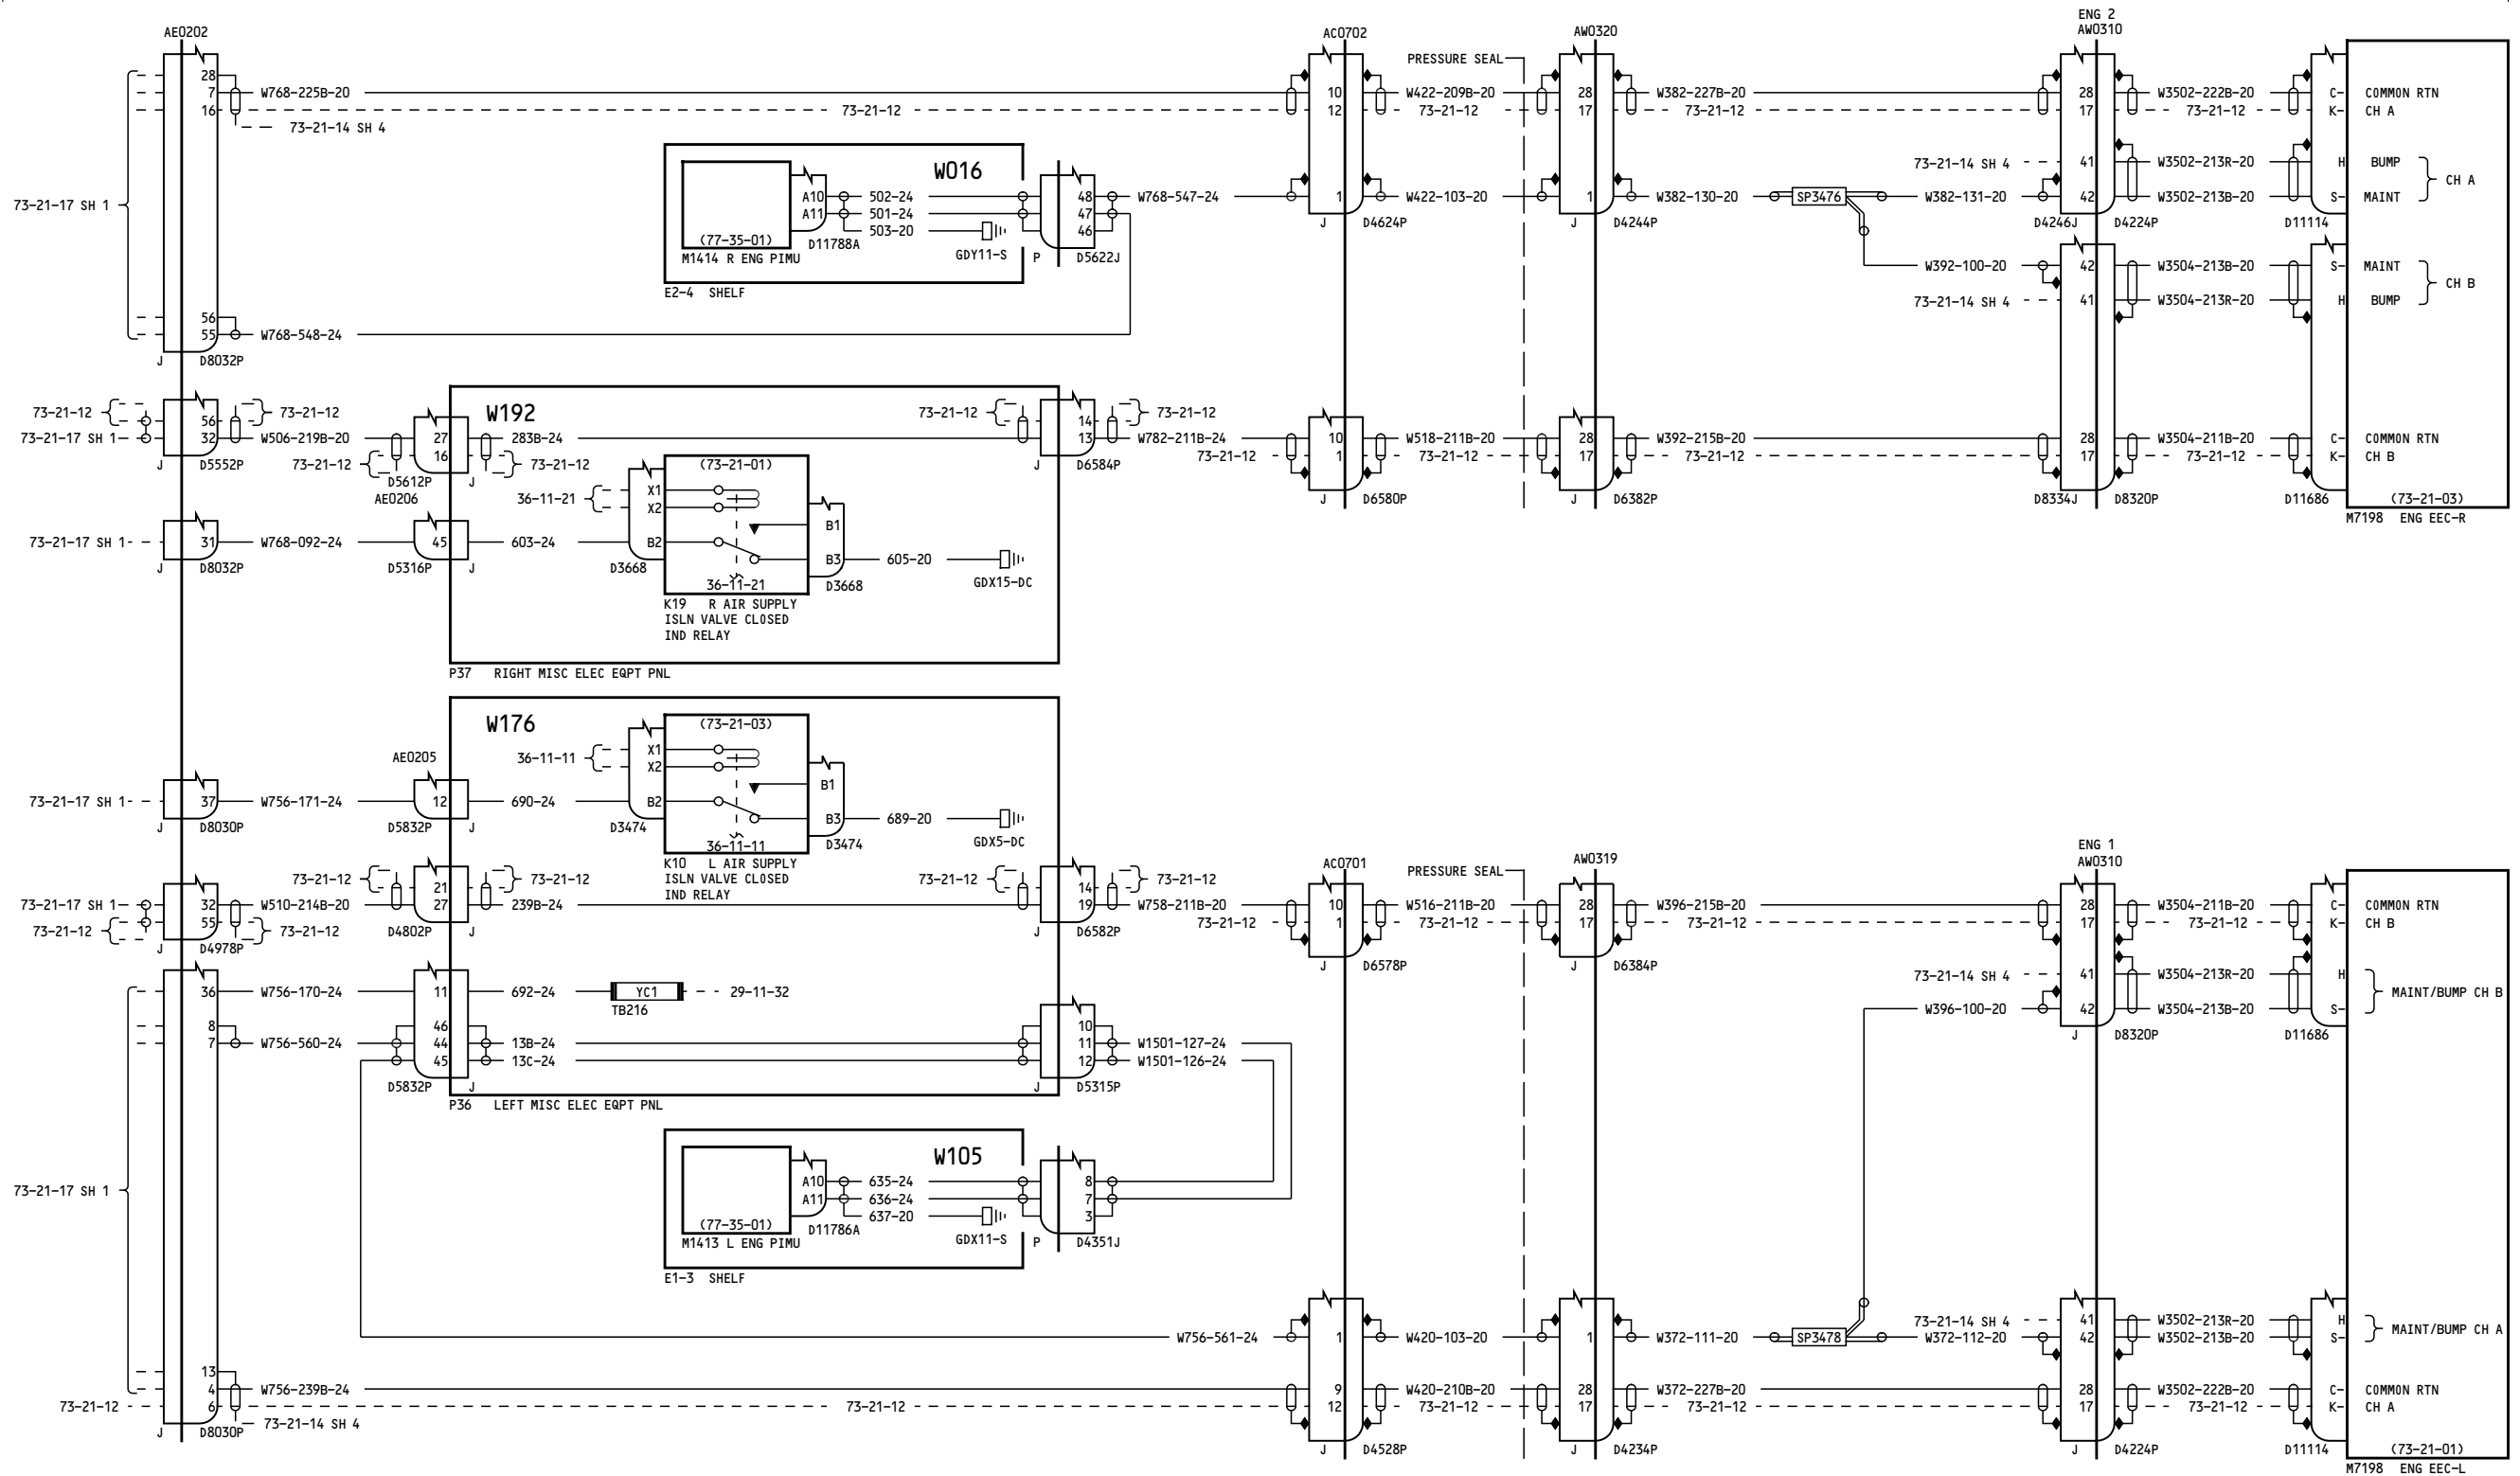 AE0202
AC0702
AW0320
ENG 2
AW0310
PRESSURE SEAL
28
7
16
W768-225B-20
73-21-14 SH 4
73-21-12
10
12
W422-209B-20
73-21-12
28
17
W382-227B-20
73-21-12
28
17
W3502-222B-20
73-21-12
C-
K-
COMMON RTN
CH A
73-21-17 SH 1
W016
(77-35-01)
M1414 R ENG PIMU
A10
A11
D11788A
502-24
501-24
503-20
GDY11-S
P
48
47
46
D5622J
E2-4 SHELF
W768-547-24
1
J
D4624P
W422-103-20
1
J
D4244P
W382-130-20
SP3476
W382-131-20
73-21-14 SH 4
41
42
D4246J
D4224P
W3502-213R-20
W3502-213B-20
H
S-
BUMP
MAINT
CH A
D11114
W392-100-20
73-21-14 SH 4
42
41
W3504-213B-20
W3504-213R-20
S-
H
MAINT
BUMP
CH B
56
55
W768-548-24
J
D8032P
73-21-12
73-21-17 SH 1
56
32
J
D5552P
73-21-12
W506-219B-20
73-21-12
27
16
D5612P
J
AE0206
W192
283B-24
73-21-12
73-21-12
14
13
J
D6584P
73-21-12
W782-211B-24
73-21-12
10
1
J
D6580P
W518-211B-20
73-21-12
28
17
J
D6382P
W392-215B-20
73-21-12
28
17
D8334J
D8320P
W3504-211B-20
73-21-12
C-
K-
COMMON RTN
CH B
D11686
(73-21-03)
M7198 ENG EEC-R
36-11-21
(73-21-01)
X1
X2
B1
B2
B3
D3668
D3668
36-11-21
605-20
GDX15-DC
K19 R AIR SUPPLY
ISLN VALVE CLOSED
IND RELAY
73-21-17 SH 1
31
J
D8032P
W768-092-24
45
D5316P
J
603-24
P37 RIGHT MISC ELEC EQPT PNL
W176
AE0205
36-11-11
(73-21-03)
X1
X2
B1
B2
B3
D3474
D3474
36-11-11
689-20
GDX5-DC
K10 L AIR SUPPLY
ISLN VALVE CLOSED
IND RELAY
73-21-17 SH 1
37
J
D8030P
W756-171-24
12
D5832P
J
690-24
73-21-17 SH 1
73-21-12
32
55
D4978P
J
W510-214B-20
73-21-12
73-21-12
21
27
D4802P
J
73-21-12
239B-24
73-21-12
14
19
J
D6582P
73-21-12
W758-211B-20
73-21-12
AC0701
10
1
J
D6578P
PRESSURE SEAL
W516-211B-20
73-21-12
AW0319
28
17
J
D6384P
W396-215B-20
73-21-12
ENG 1
AW0310
28
17
W3504-211B-20
73-21-12
C-
K-
COMMON RTN
CH B
73-21-14 SH 4
W396-100-20
41
42
J
D8320P
W3504-213R-20
W3504-213B-20
H
S-
MAINT/BUMP CH B
D11686
36
8
7
W756-170-24
W756-560-24
11
46
44
45
D5832P
J
692-24
YC1
TB216
29-11-32
13B-24
13C-24
10
11
12
J
D5315P
W1501-127-24
W1501-126-24
P36 LEFT MISC ELEC EQPT PNL
73-21-17 SH 1
W105
(77-35-01)
M1413 L ENG PIMU
A10
A11
D11786A
635-24
636-24
637-20
GDX11-S
P
8
7
3
D4351J
E1-3 SHELF
W756-561-24
1
W420-103-20
1
W372-111-20
SP3478
W372-112-20
73-21-14 SH 4
41
42
W3502-213R-20
W3502-213B-20
H
S-
MAINT/BUMP CH A
73-21-12
13
4
6
J
D8030P
W756-239B-24
73-21-14 SH 4
73-21-12
9
12
J
D4528P
W420-210B-20
73-21-12
28
17
J
D4234P
W372-227B-20
73-21-12
28
17
J
D4224P
W3502-222B-20
73-21-12
C-
K-
COMMON RTN
CH A
D11114
(73-21-01)
M7198 ENG EEC-L